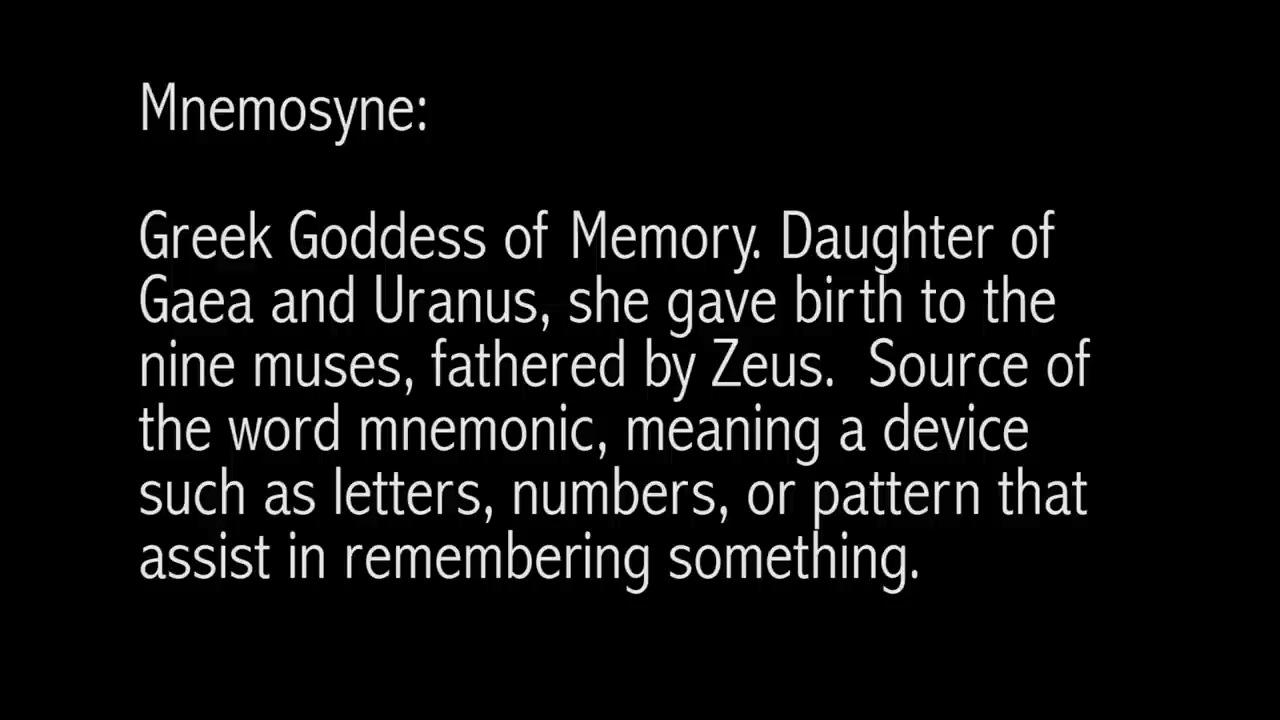 Mnemosyne:
Greek Goddess of Memory. Daughter of
Gaea and Uranus, she gave birth to the
nine muses, fathered by Zeus.  Source of
the word mnemonic, meaning a device
such as letters, numbers, or pattern that
assist in remembering something.